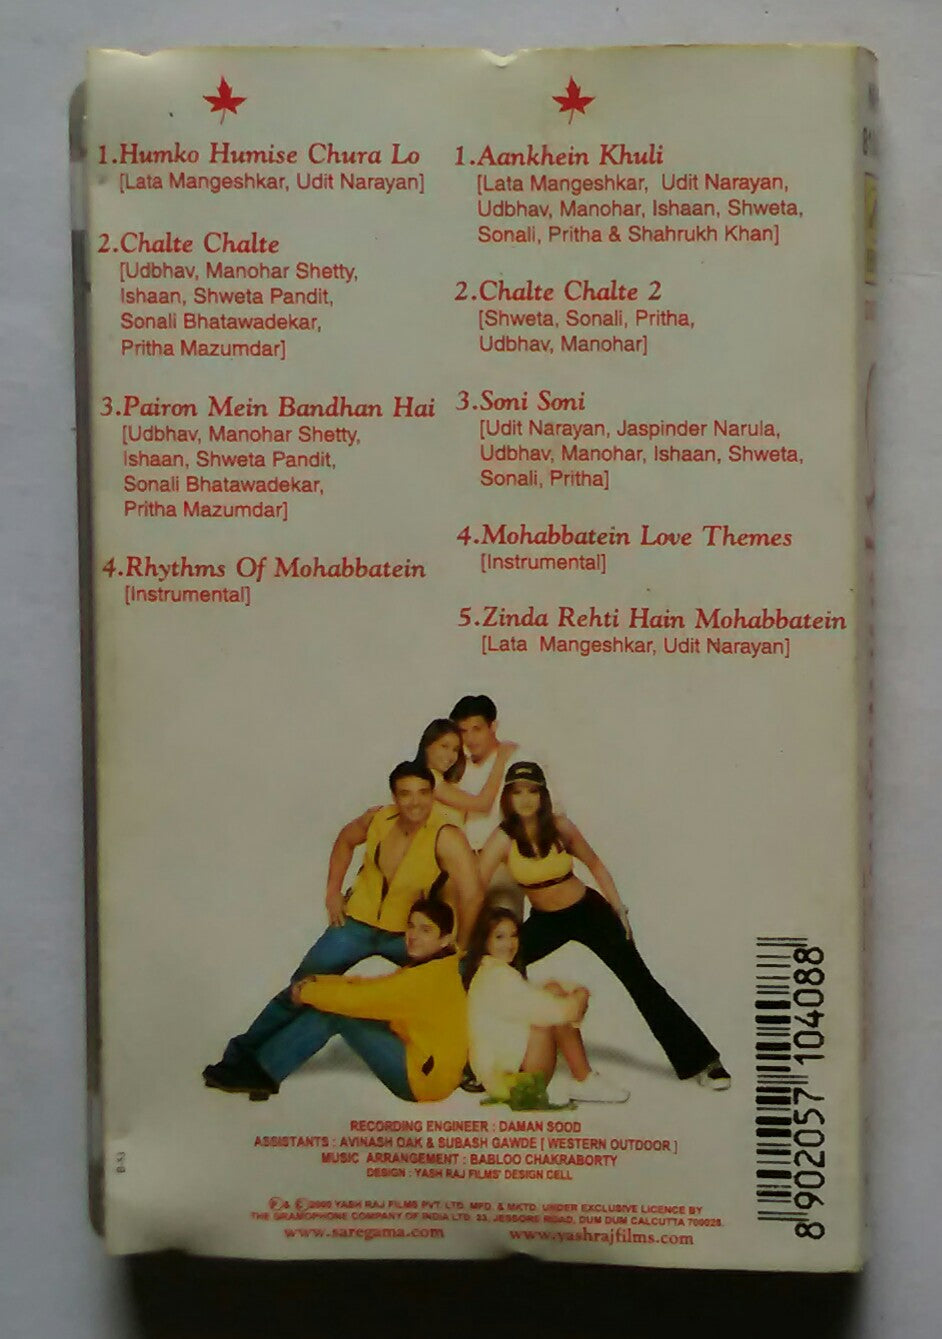 1.Humko Humise Chura Lo
[Lata Mangeshkar, Udit Narayan]
2.Chalte Chalte
[Udbhav, Manohar Shetty,
Ishaan, Shweta Pandit,
Sonali Bhatawadekar,
Pritha Mazumdar]
3.Pairon Mein Bandhan Hai
[Udbhav, Manohar Shetty,
Ishaan, Shweta Pandit,
Sonali Bhatawadekar,
Pritha Mazumdar]
4.Rhythms Of Mohabbatein
[Instrumental]
1.Aankhein Khuli
[Lata Mangeshkar, Udit Narayan,
Udbhav, Manohar, Ishaan, Shweta,
Sonali, Pritha & Shahrukh Khan]
2.Chalte Chalte 2
[Shweta, Sonali, Pritha,
Udbhav, Manohar]
3.Soni Soni
[Udit Narayan, Jaspinder Narula,
Udbhav, Manohar, Ishaan, Shweta,
Sonali, Pritha]
4.Mohabbatein Love Themes
[Instrumental]
5.Zinda Rehti Hain Mohabbatein
[Lata Mangeshkar, Udit Narayan]
RECORDING ENGINEER : DAMAN SOOD
ASSISTANTS : AVINASH OAK & SUBASH GAWDE [ WESTERN OUTDOOR ]
MUSIC ARRANGEMENT : BABLOO CHAKRABORTY
DESIGN : YASH RAJ FILMS' DESIGN CELL
℗ & © 2000 YASH RAJ FILMS PVT. LTD. MFD. & MKTD. UNDER EXCLUSIVE LICENCE BY
THE GRAMOPHONE COMPANY OF INDIA LTD. 33, JESSORE ROAD, DUM DUM CALCUTTA 700028.
www.saregama.com www.yashrajfilms.com
B-53
8 902057 104088